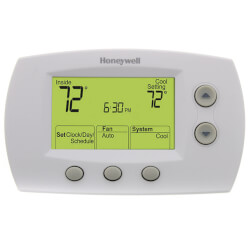 Honeywell
Inside
Cool
Setting
72°
72°
6:30 PM
Set Clock/Day/
Schedule
Fan
Auto
System
Cool